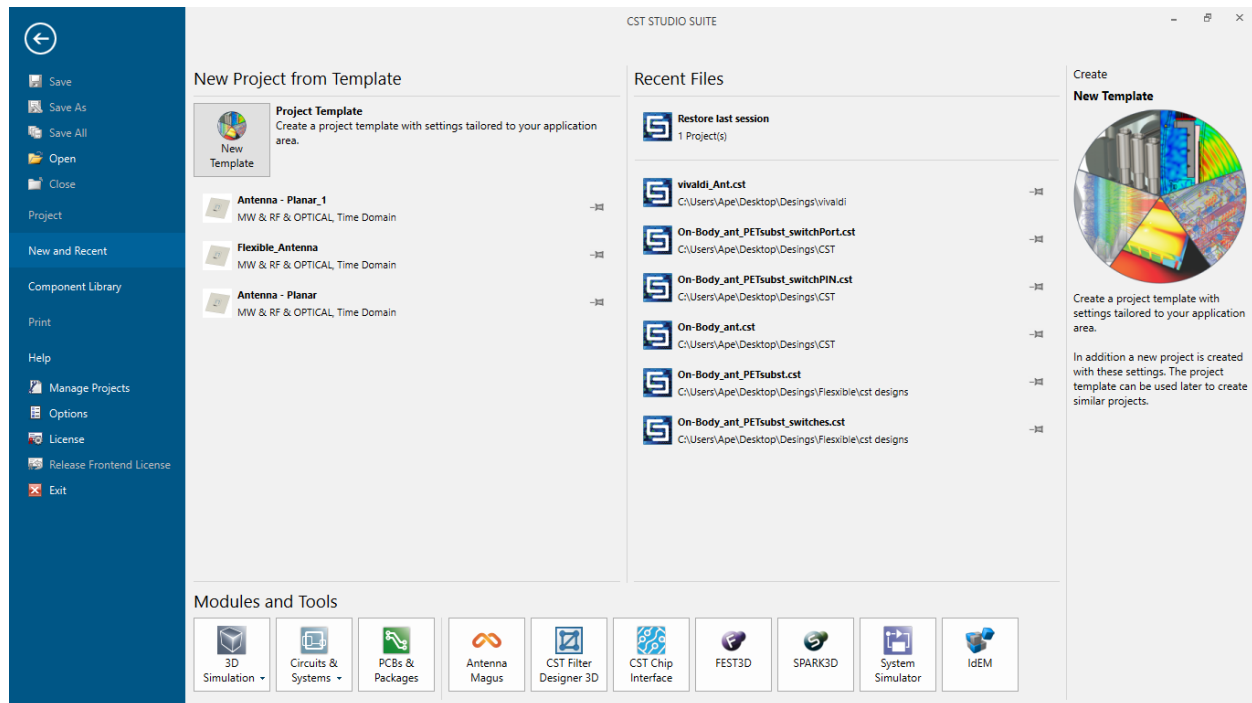 CST STUDIO SUITE
Save
Save As
Save All
Open
Close
Project
New and Recent
Component Library
Print
Help
Manage Projects
Options
License
Release Frontend License
Exit
New Project from Template
New
Template
Project Template
Create a project template with settings tailored to your application
area.
Antenna - Planar_1
MW & RF & OPTICAL, Time Domain
Flexible_Antenna
MW & RF & OPTICAL, Time Domain
Antenna - Planar
MW & RF & OPTICAL, Time Domain
Recent Files
Restore last session
1 Project(s)
vivaldi_Ant.cst
C:\Users\Ape\Desktop\Desings\vivaldi
On-Body_ant_PETsubst_switchPort.cst
C:\Users\Ape\Desktop\Desings\CST
On-Body_ant_PETsubst_switchPIN.cst
C:\Users\Ape\Desktop\Desings\CST
On-Body_ant.cst
C:\Users\Ape\Desktop\Desings\CST
On-Body_ant_PETsubst.cst
C:\Users\Ape\Desktop\Desings\Flesxible\cst designs
On-Body_ant_PETsubst_switches.cst
C:\Users\Ape\Desktop\Desings\Flesxible\cst designs
Create
New Template
Create a project template with
settings tailored to your application
area.
In addition a new project is created
with these settings. The project
template can be used later to create
similar projects.
Modules and Tools
3D
Simulation
Circuits &
Systems
PCBs &
Packages
Antenna
Magus
CST Filter
Designer 3D
CST Chip
Interface
FEST3D
SPARK3D
System
Simulator
IdEM